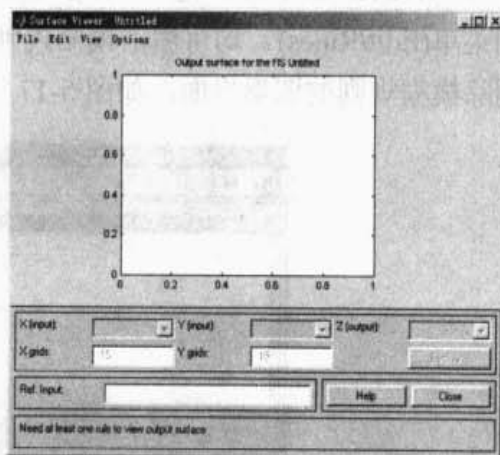 Surface Viewer: Untitled
File Edit View Options
Output surface for the FIS Untitled
1
0.8
0.6
0.4
0.2
0
0 0.2 0.4 0.6 0.8 1
X (input): Y (input): Z (output):
X grids: 15 Y grids: 15
Ref. Input: Help Close
Need at least one rule to view output surface